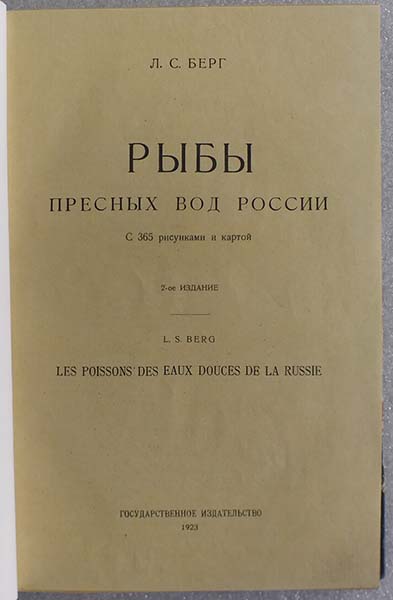 Л. С. БЕРГ
РЫБЫ
ПРЕСНЫХ ВОД РОССИИ
С 365 рисунками и картой
2-ое ИЗДАНИЕ
L. S. BERG
LES POISSONS DES EAUX DOUCES DE LA RUSSIE
ГОСУДАРСТВЕННОЕ ИЗДАТЕЛЬСТВО
1923